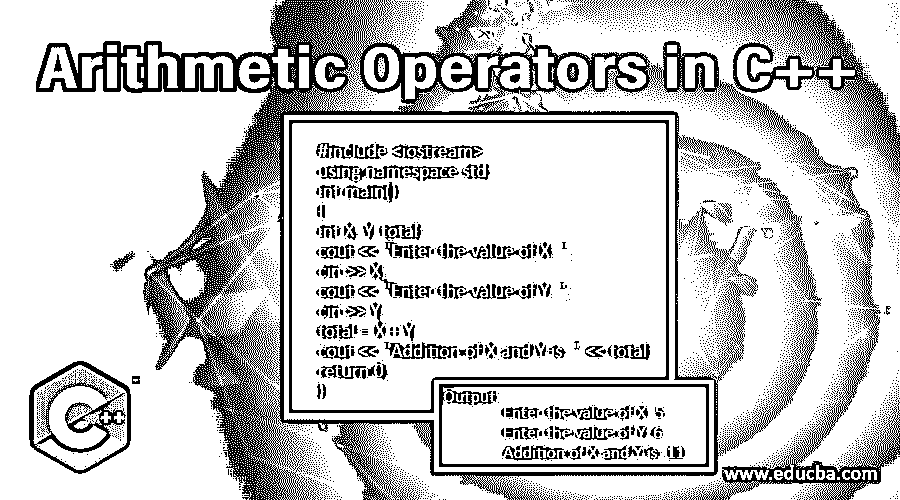 Arithmetic Operators in C++
#include <iostream>
using namespace std;
int main()
{
int X, Y, total;
cout << "Enter the value of X: ";
cin >> X;
cout << "Enter the value of Y: ";
cin >> Y;
total = X + Y;
cout << "Addition of X and Y is: " << total;
return 0;
}
Output:
Enter the value of X: 5
Enter the value of Y: 6
Addition of X and Y is: 11
C++
www.educba.com